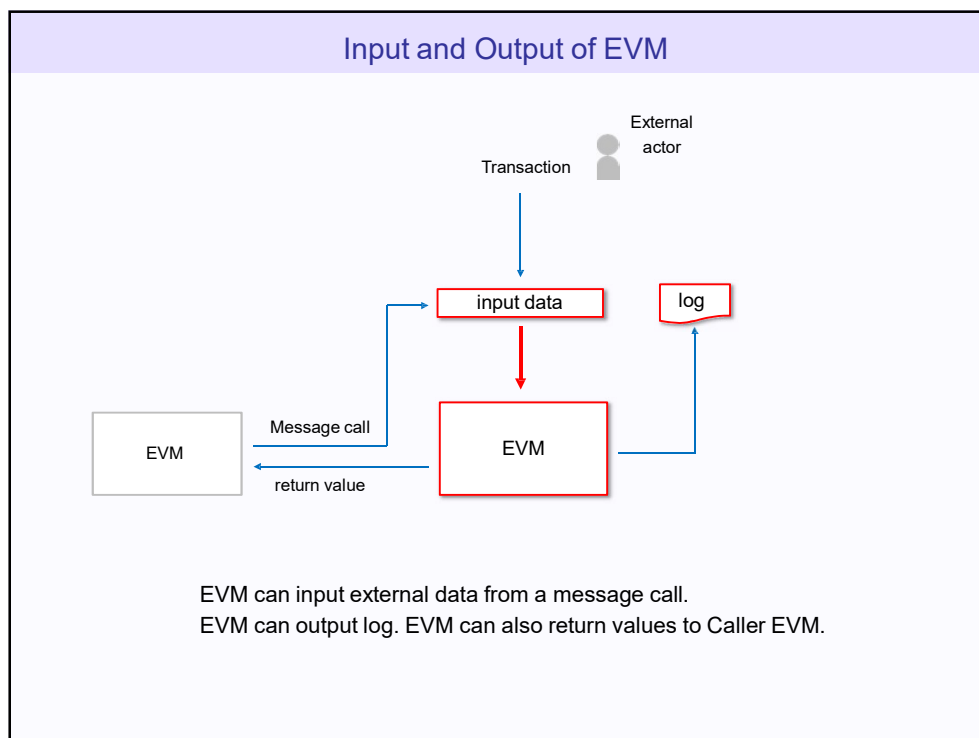 Input and Output of EVM
External
actor
Transaction
input data
log
Message call
EVM
EVM
return value
EVM can input external data from a message call.
EVM can output log. EVM can also return values to Caller EVM.